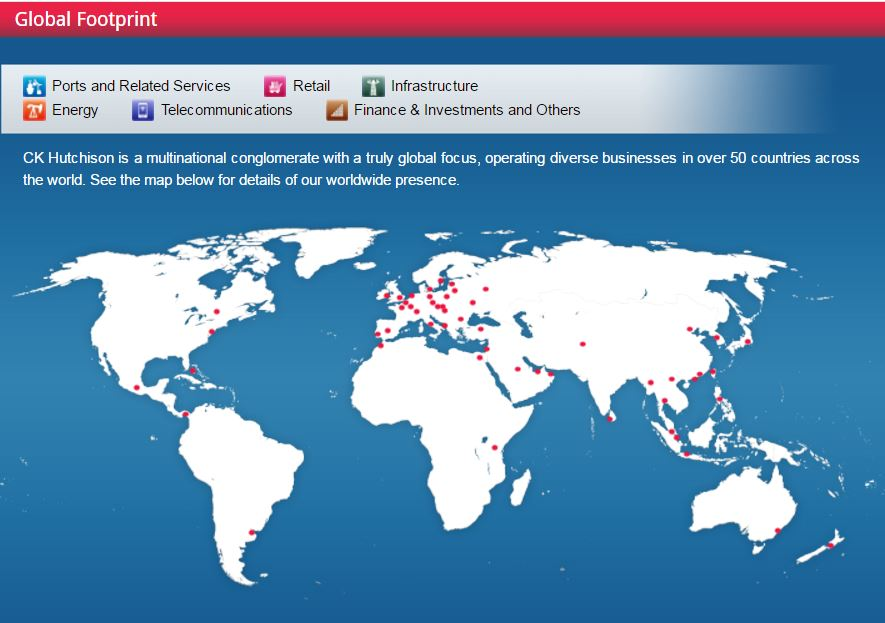 Global Footprint
Ports and Related Services Retail Infrastructure
Energy Telecommunications Finance & Investments and Others
CK Hutchison is a multinational conglomerate with a truly global focus, operating diverse businesses in over 50 countries across
the world. See the map below for details of our worldwide presence.